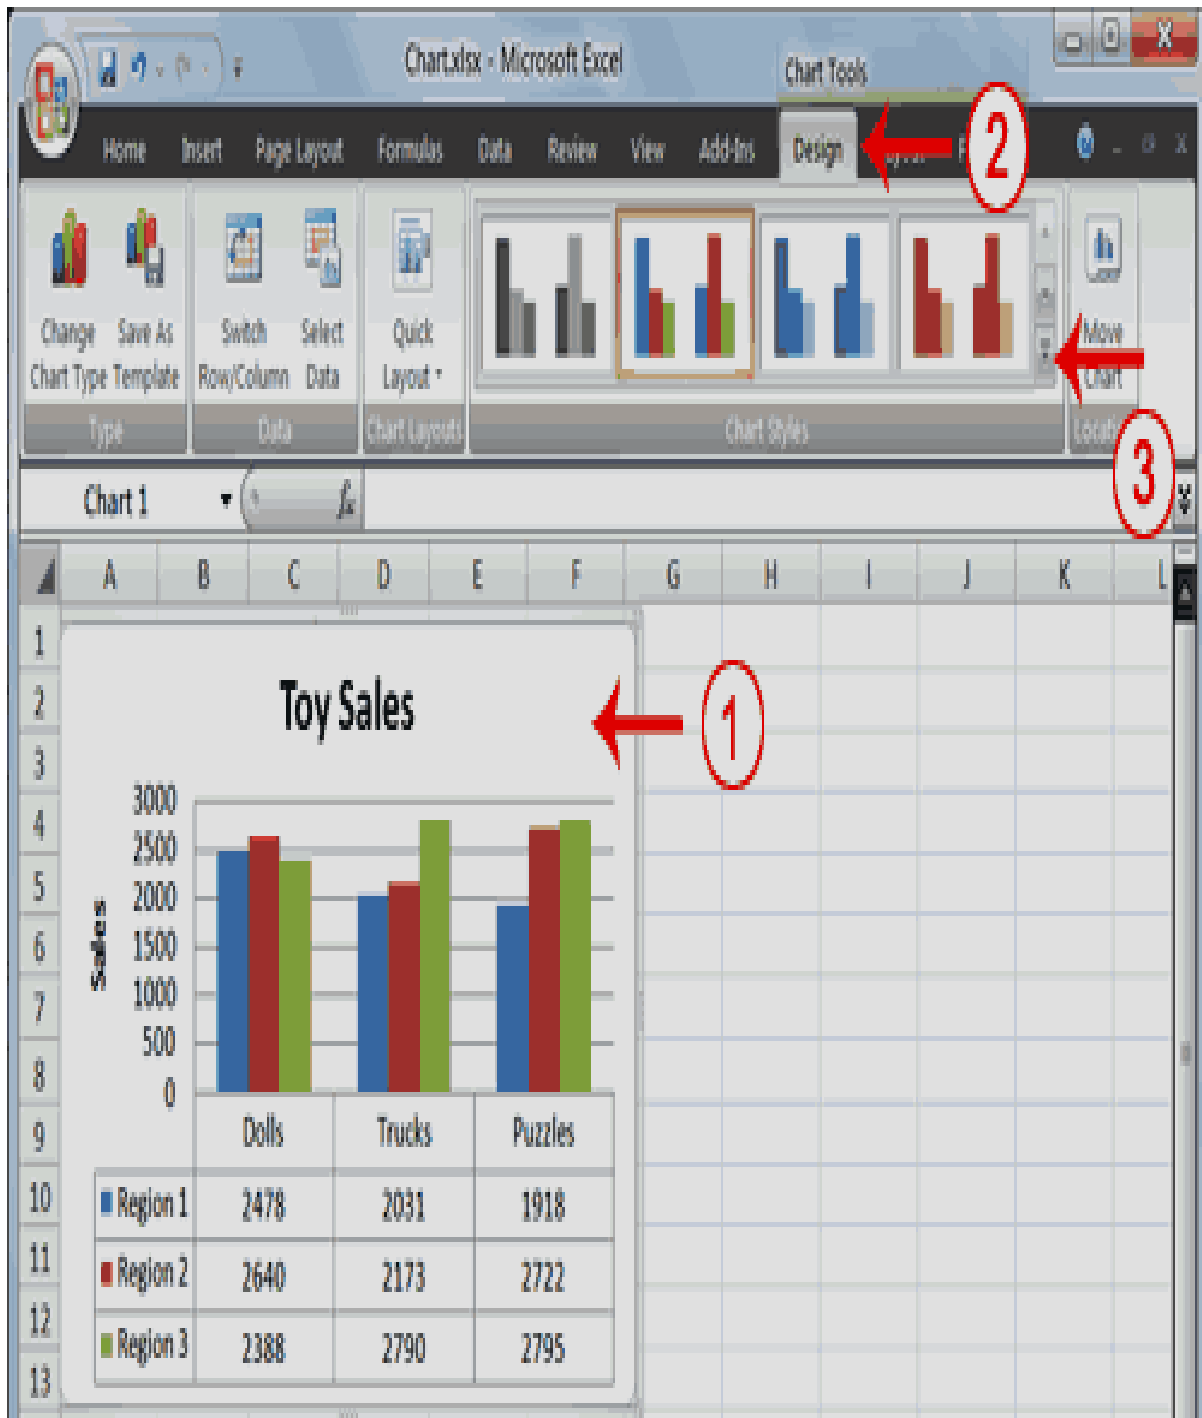 Chart.xlsx - Microsoft Excel
Chart Tools
Home Insert Page Layout Formulas Data Review View Add-Ins Design
2
Change Chart Type
Save As Template
Switch Row/Column
Select Data
Quick Layout
Move Chart
Type Data Chart Layouts Chart Styles
3
Chart 1
fx
A B C D E F G H I J K L
1
2
3
4
5
6
7
8
9
10
11
12
13
Toy Sales
1
Sales
3000
2500
2000
1500
1000
500
0
Dolls Trucks Puzzles
Region 1 2478 2031 1918
Region 2 2640 2173 2722
Region 3 2388 2790 2795